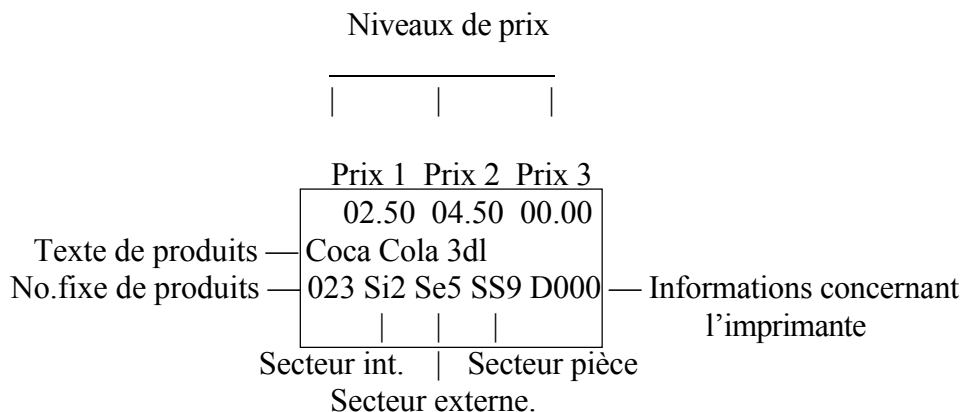 Niveaux de prix
Prix 1 Prix 2 Prix 3
02.50 04.50 00.00
Texte de produits — Coca Cola 3dl
No.fixe de produits — 023 Si2 Se5 SS9 D000 — Informations concernant
l’imprimante
Secteur int. | Secteur pièce
Secteur externe.